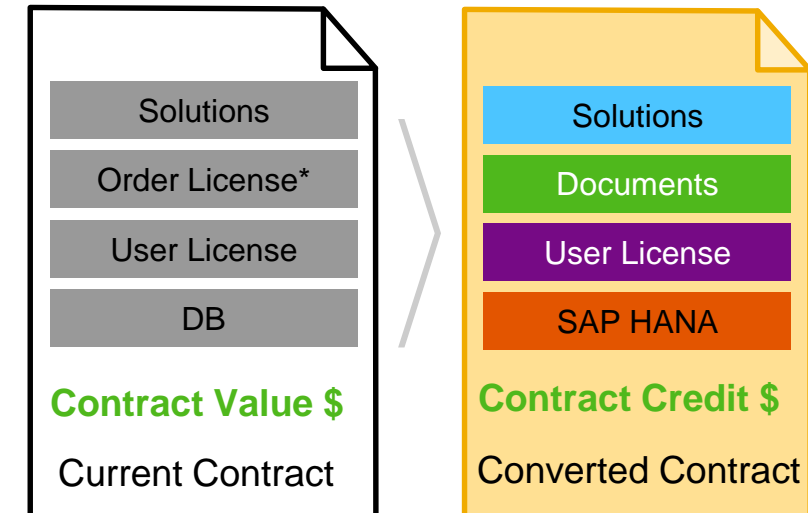 Solutions
Order License*
User License
DB
Contract Value $
Current Contract
Solutions
Documents
User License
SAP HANA
Contract Credit $
Converted Contract